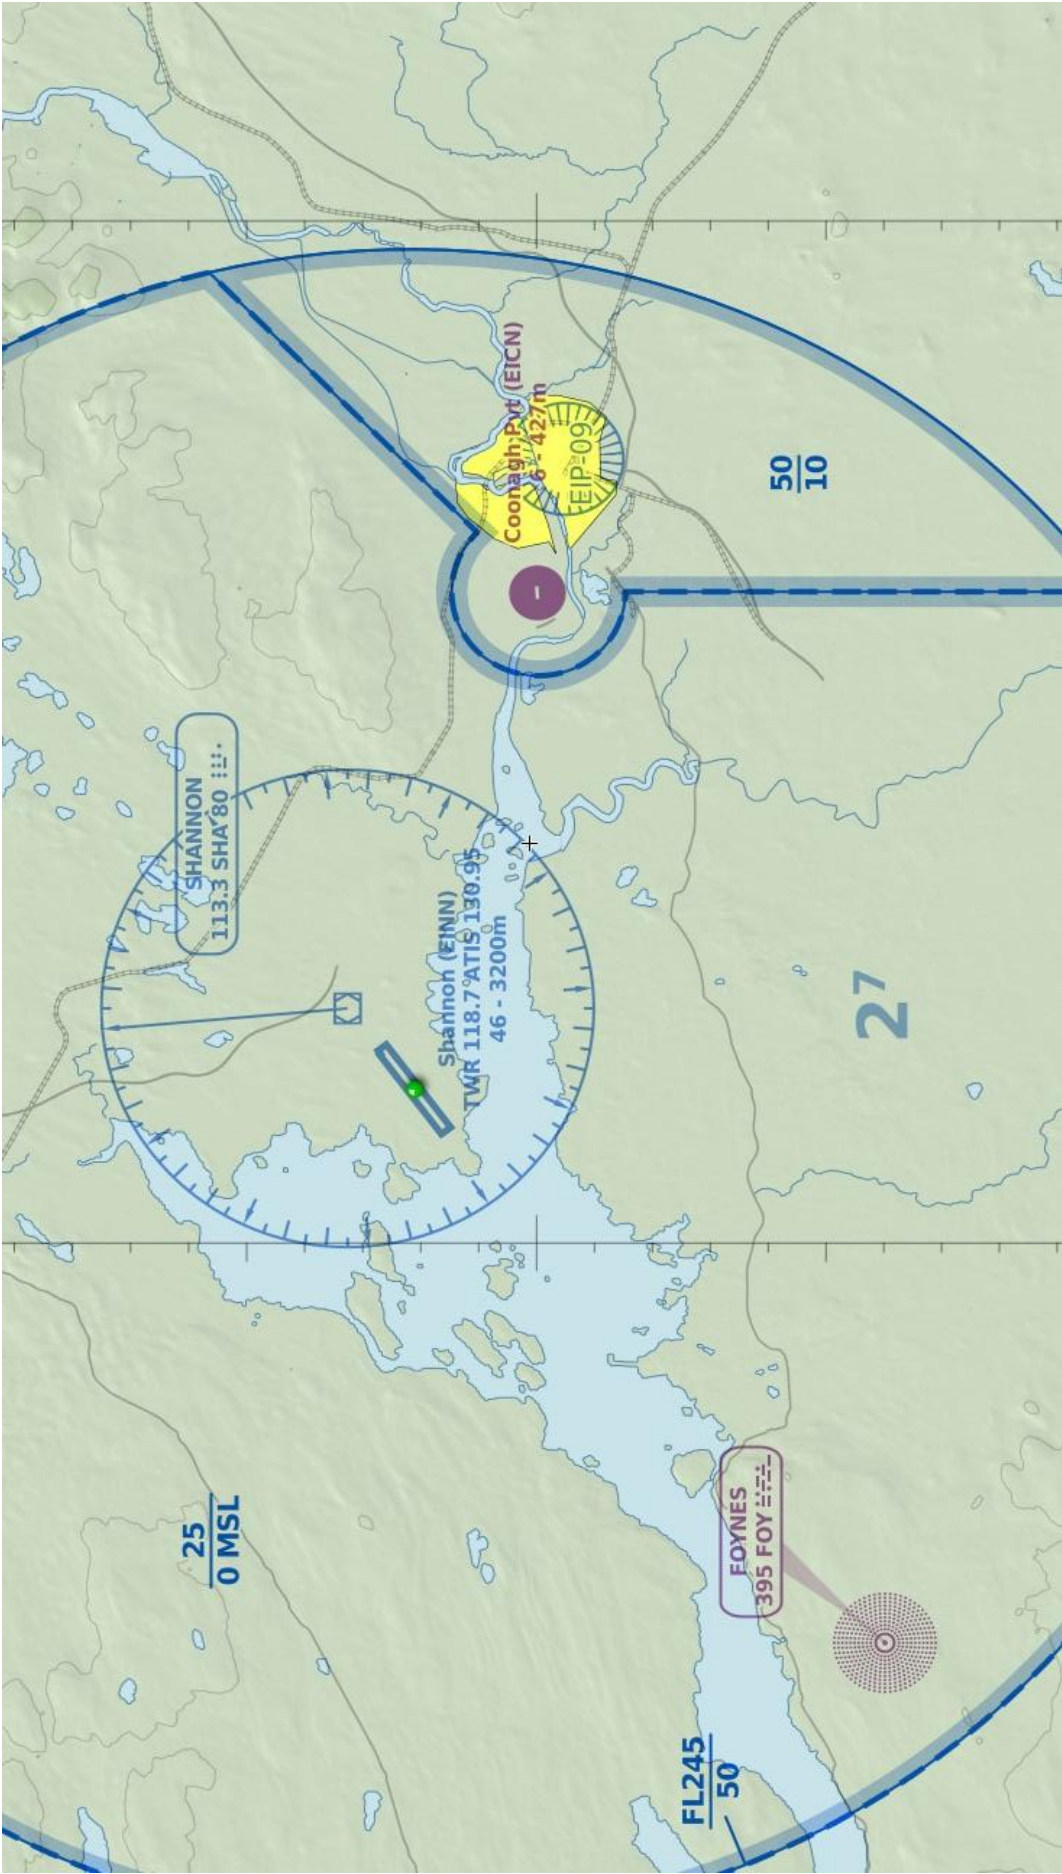 Coonagh Pvt (EICN)
6 - 427m
EIP-09
50
10
SHANNON
113.3 SHA 80
Shannon (EINN)
TWR 118.7 ATIS 130.95
46 - 3200m
2⁷
25
0 MSL
FOYNES
395 FOY
FL245
50